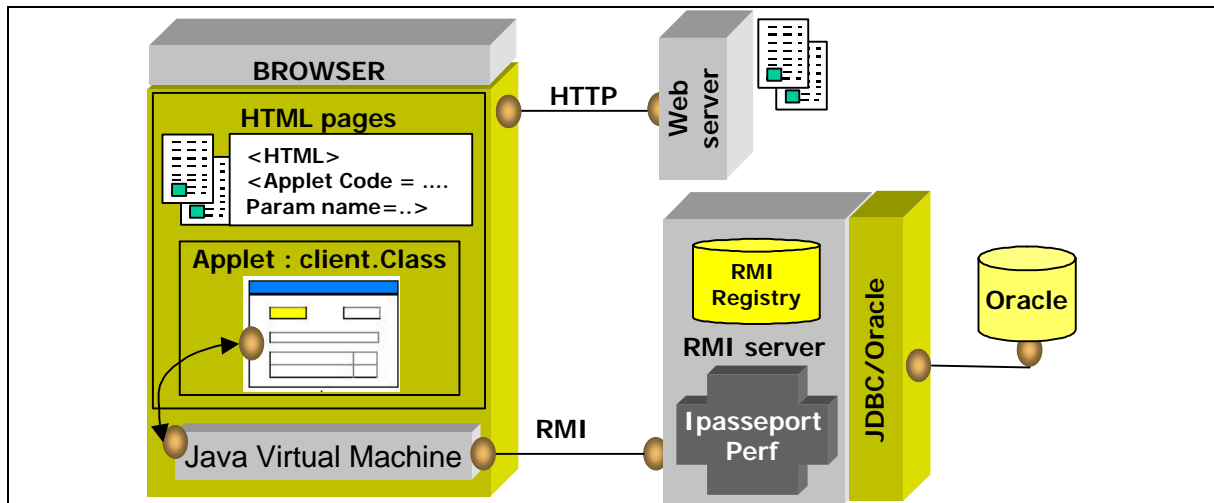 BROWSER
HTML pages
<HTML>
<Applet Code = ....
Param name=..>
Applet : client.Class
Java Virtual Machine
HTTP
Web
server
RMI
RMI
Registry
RMI server
Ipasseport
Perf
JDBC/Oracle
Oracle